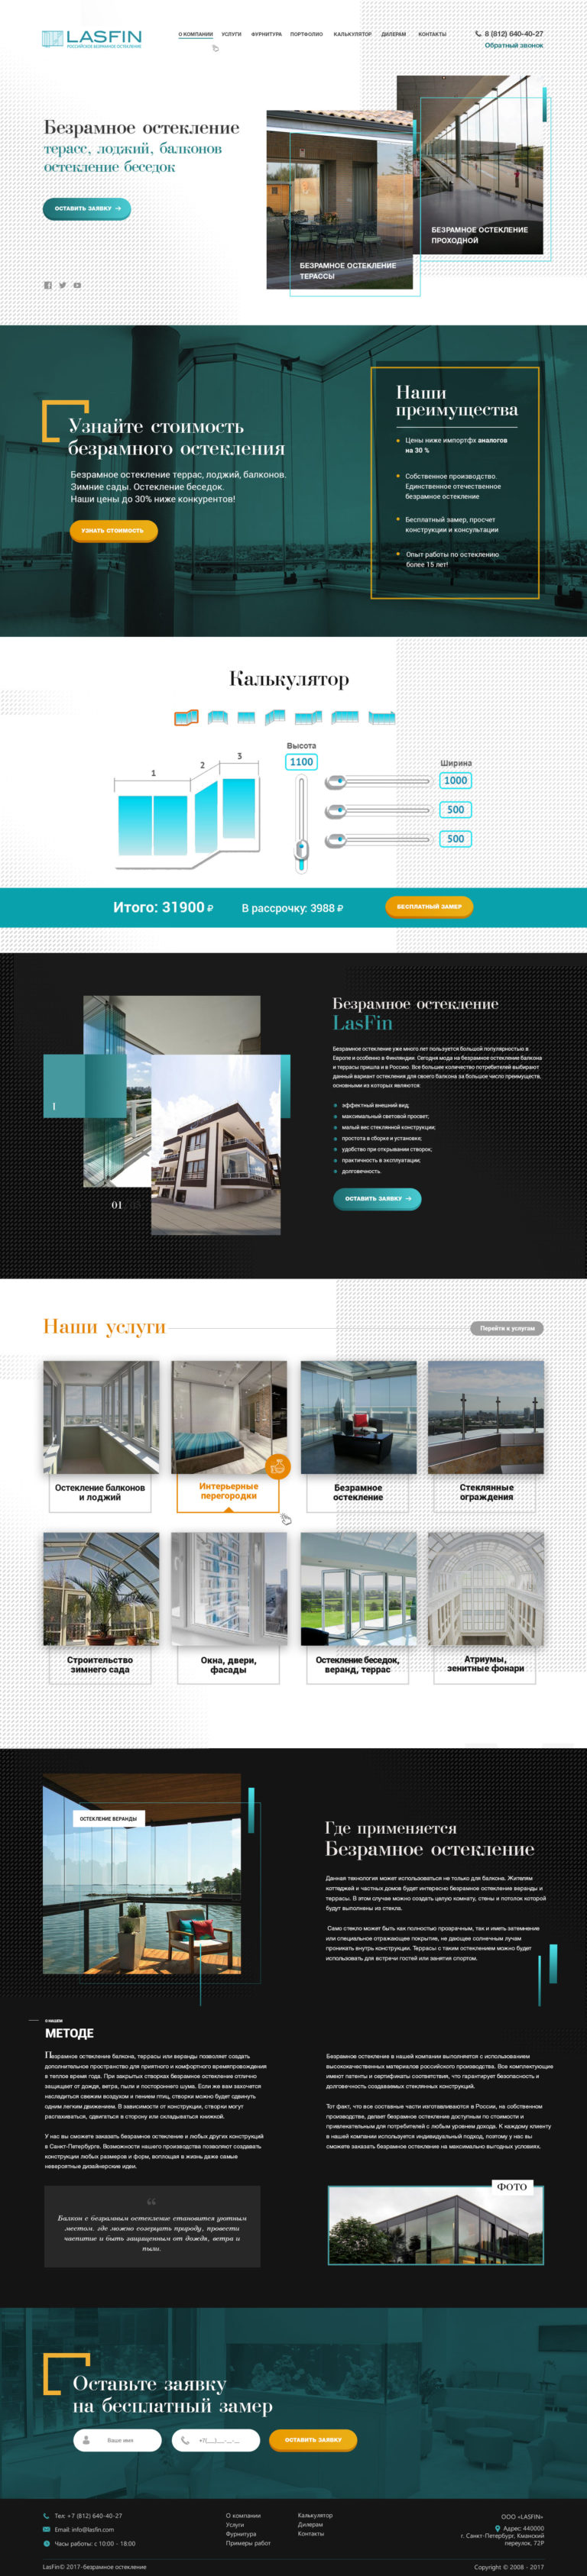 LASFIN
РОССИЙСКОЕ БЕЗРАМНОЕ ОСТЕКЛЕНИЕ
О КОМПАНИИ
УСЛУГИ
ФУРНИТУРА
ПОРТФОЛИО
КАЛЬКУЛЯТОР
ДИЛЕРАМ
КОНТАКТЫ
8 (812) 640-40-27
Обратный звонок
Безрамное остекление
терасс, лоджий, балконов
остекление беседок
ОСТАВИТЬ ЗАЯВКУ →
БЕЗРАМНОЕ ОСТЕКЛЕНИЕ
ТЕРАССЫ
БЕЗРАМНОЕ ОСТЕКЛЕНИЕ
ПРОХОДНОЙ
Узнайте стоимость
безрамного остекления
Безрамное остекление террас, лоджий, балконов.
Зимние сады. Остекление беседок.
Наши цены до 30% ниже конкурентов!
УЗНАТЬ СТОИМОСТЬ
Наши
преимущества
Цены ниже импортфх аналогов
на 30 %
Собственное производство.
Единственное отечественное
безрамное остекление
Бесплатный замер, просчет
конструкции и консультации
Опыт работы по остеклению
более 15 лет!
Калькулятор
1
2
3
Высота
1100
Ширина
1000
500
500
Итого: 31900 ₽
В рассрочку: 3988 ₽
БЕСПЛАТНЫЙ ЗАМЕР
01
Безрамное остекление
LasFin
Безрамное остекление уже много лет пользуется большой популярностью в
Европе и особенно в Финляндии. Сегодня мода на безрамное остекление балкона
и террасы пришла и в Россию. Все большее количество потребителей выбирают
данный вариант остекления для своего балкона за большое число преимуществ,
основными из которых являются:
эффектный внешний вид;
максимальный световой просвет;
малый вес стеклянной конструкции;
простота в сборке и установке;
удобство при открывании створок;
практичность в эксплуатации;
долговечность.
ОСТАВИТЬ ЗАЯВКУ →
Наши услуги
Перейти к услугам
Остекление балконов
и лоджий
Интерьерные
перегородки
Безрамное
остекление
Стеклянные
ограждения
Строительство
зимнего сада
Окна, двери,
фасады
Остекление беседок,
веранд, террас
Атриумы,
зенитные фонари
ОСТЕКЛЕНИЕ ВЕРАНДЫ
Где применяется
Безрамное остекление
Данная технология может использоваться не только для балкона. Жителям
коттеджей и частных домов будет интересно безрамное остекление веранды и
террасы. В этом случае можно создать целую комнату, стены и потолок которой
будут выполнены из стекла.
Само стекло может быть как полностью прозрачным, так и иметь затемнение
или специальное отражающее покрытие, не дающее солнечным лучам
проникать внутрь конструкции. Террасы с таким остеклением можно будет
использовать для встречи гостей или занятия спортом.
О НАШЕМ
МЕТОДЕ
Безрамное остекление балкона, террасы или веранды позволяет создать
дополнительное пространство для приятного и комфортного времяпровождения
в теплое время года. При закрытых створках безрамное остекление отлично
защищает от дождя, ветра, пыли и постороннего шума. Если же вам захочется
насладиться свежим воздухом и пением птиц, створки можно будет сдвинуть
одним легким движением. В зависимости от конструкции, створки могут
распахиваться, сдвигаться в сторону или складываться книжкой.
У нас вы сможете заказать безрамное остекление и любых других конструкций
в Санкт-Петербурге. Возможности нашего производства позволяют создавать
конструкции любых размеров и форм, воплощая в жизнь даже самые
невероятные дизайнерские идеи.
Безрамное остекление в нашей компании выполняется с использованием
высококачественных материалов российского производства. Все комплектующие
имеют патенты и сертификаты соответствия, что гарантирует безопасность и
долговечность создаваемых стеклянных конструкций.
Тот факт, что все составные части изготавливаются в России, на собственном
производстве, делает безрамное остекление доступным по стоимости и
привлекательным для потребителей с любым уровнем дохода. К каждому клиенту
в нашей компании используется индивидуальный подход, поэтому у нас вы
сможете заказать безрамное остекление на максимально выгодных условиях.
Балкон с безрамным остеклением становится уютным
местом, где можно созерцать природу, провести
чаепитие и быть защищенным от дождя, ветра и
пыли.
ФОТО
Оставьте заявку
на бесплатный замер
Ваше имя
+7(__)___-__-__
ОСТАВИТЬ ЗАЯВКУ
Тел: +7 (812) 640-40-27
Email: info@lasfin.com
Часы работы: с 10:00 - 18:00
О компании
Услуги
Фурнитура
Примеры работ
Калькулятор
Дилерам
Контакты
ООО «LASFIN»
Адрес: 440000
г. Санкт-Петербург, Кманский
переулок, 72Р
LasFin© 2017-безрамное остекление
Copyright © 2008 - 2017